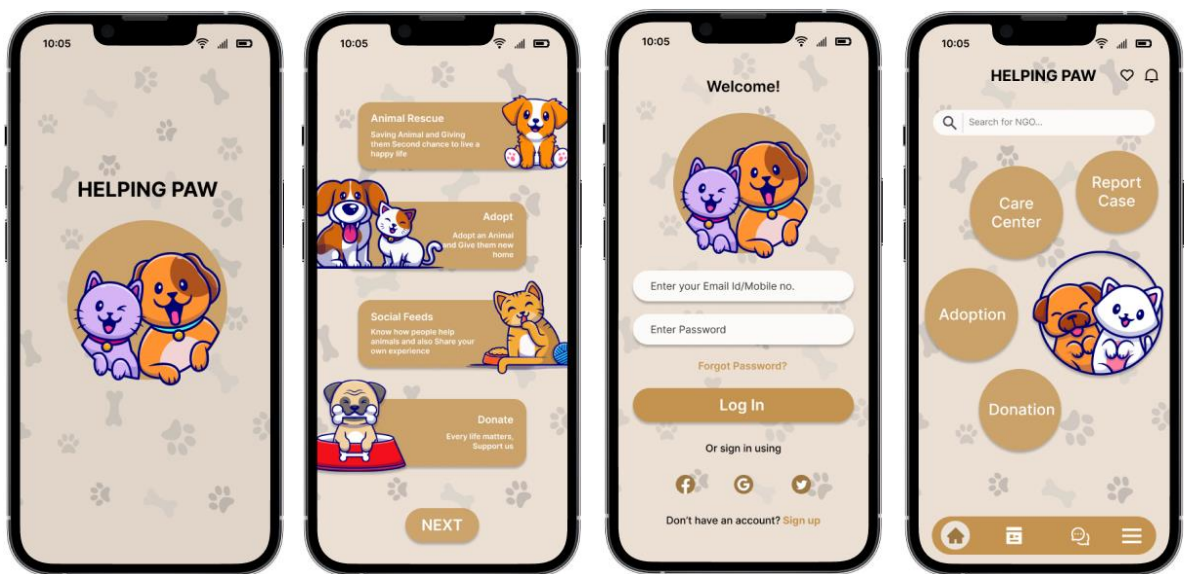 10:05
HELPING PAW
10:05
Animal Rescue
Saving Animal and Giving
them Second chance to live a
happy life
Adopt
Adopt an Animal
and Give them new
home
Social Feeds
Know how people help
animals and also Share your
own experience
Donate
Every life matters,
Support us
NEXT
10:05
Welcome!
Enter your Email Id/Mobile no.
Enter Password
Forgot Password?
Log In
Or sign in using
Don't have an account? Sign up
10:05
HELPING PAW
Search for NGO...
Report
Case
Care
Center
Adoption
Donation